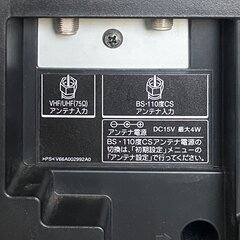 VHF/UHF(75Ω)
アンテナ入力
BS・110度CS
アンテナ入力
アンテナ電源 DC15V 最大4W
BS・110度CSアンテナ電源の
切換は、「初期設定」メニューの
「アンテナ設定」で行ってください。
>PS< V66A002992A0